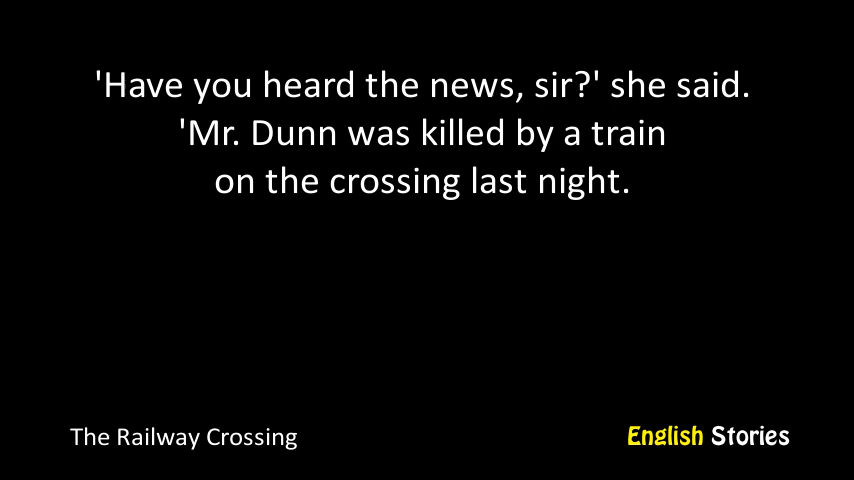 'Have you heard the news, sir?' she said.
'Mr. Dunn was killed by a train
on the crossing last night.
The Railway Crossing
English Stories